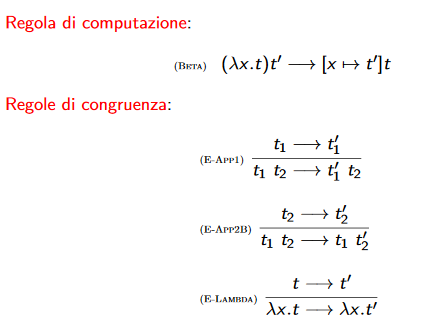 Regola di computazione:
(Beta) (λx.t)t′ ⟶ [x ↦ t′]t
Regole di congruenza:
t₁ ⟶ t₁′
(E-App1)
t₁ t₂ ⟶ t₁′ t₂
t₂ ⟶ t₂′
(E-App2B)
t₁ t₂ ⟶ t₁ t₂′
t ⟶ t′
(E-Lambda)
λx.t ⟶ λx.t′